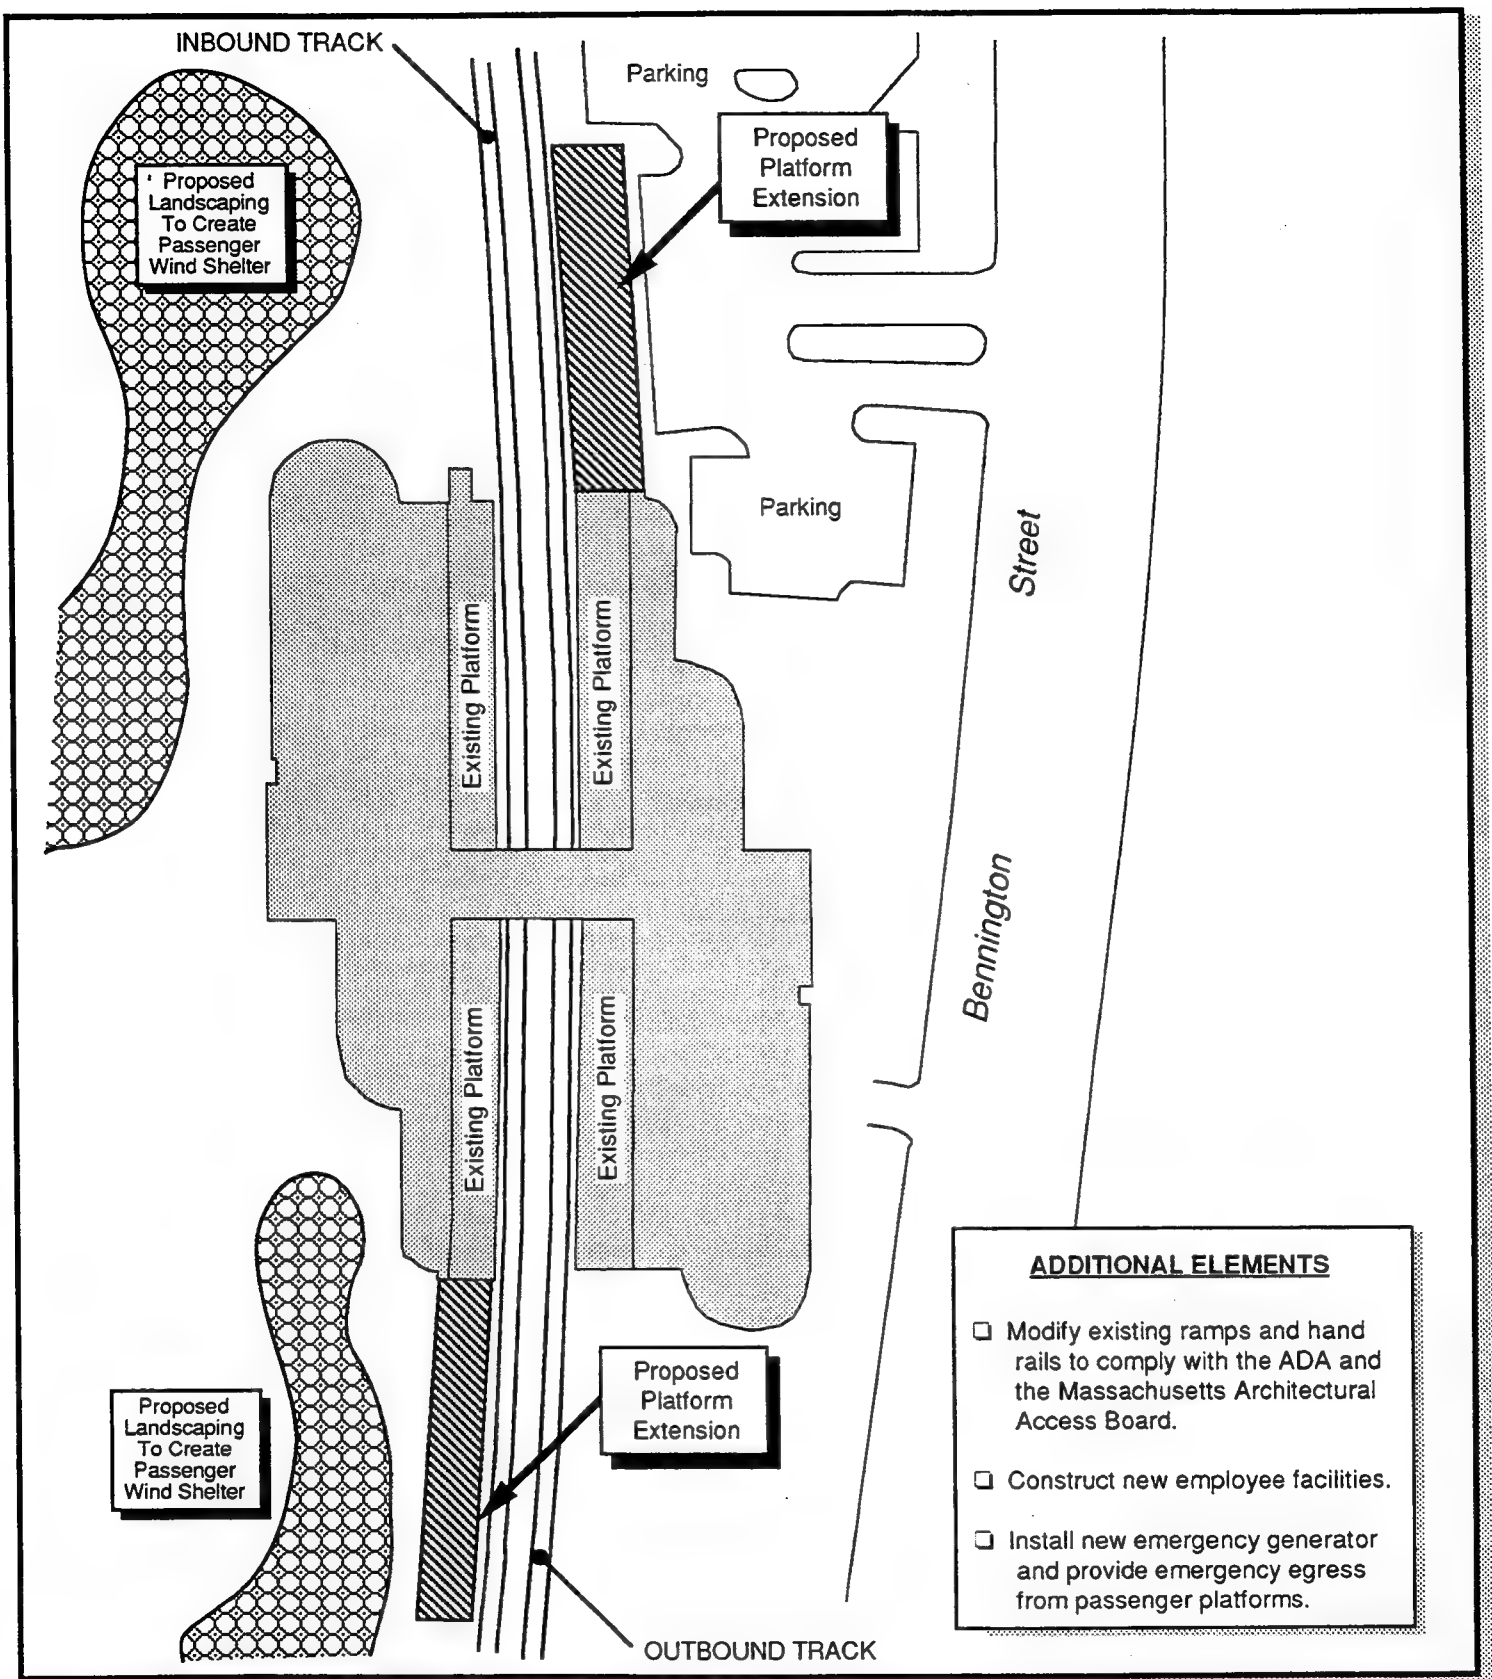 INBOUND TRACK
Parking
Proposed
Platform
Extension
Proposed
Landscaping
To Create
Passenger
Wind Shelter
Parking
Street
Existing Platform
Existing Platform
Bennington
Existing Platform
Existing Platform
ADDITIONAL ELEMENTS
❏ Modify existing ramps and hand
rails to comply with the ADA and
the Massachusetts Architectural
Access Board.
❏ Construct new employee facilities.
❏ Install new emergency generator
and provide emergency egress
from passenger platforms.
Proposed
Platform
Extension
Proposed
Landscaping
To Create
Passenger
Wind Shelter
OUTBOUND TRACK